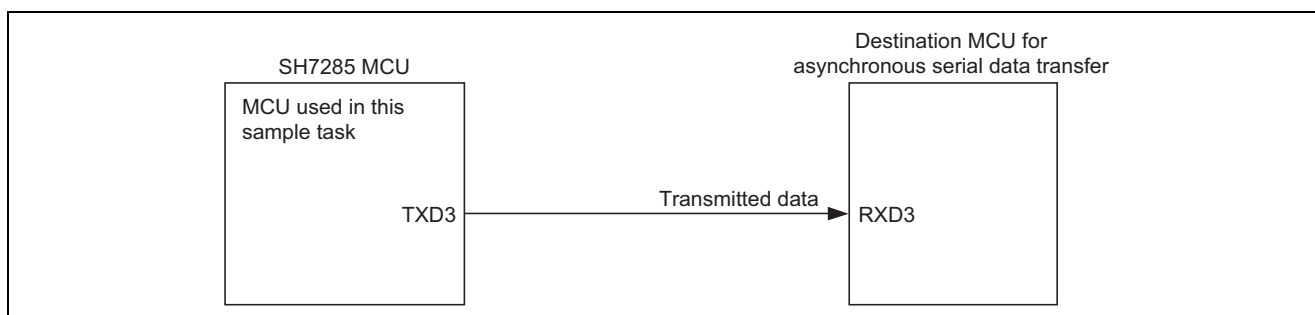 SH7285 MCU
MCU used in this
sample task
TXD3
Transmitted data
Destination MCU for
asynchronous serial data transfer
RXD3